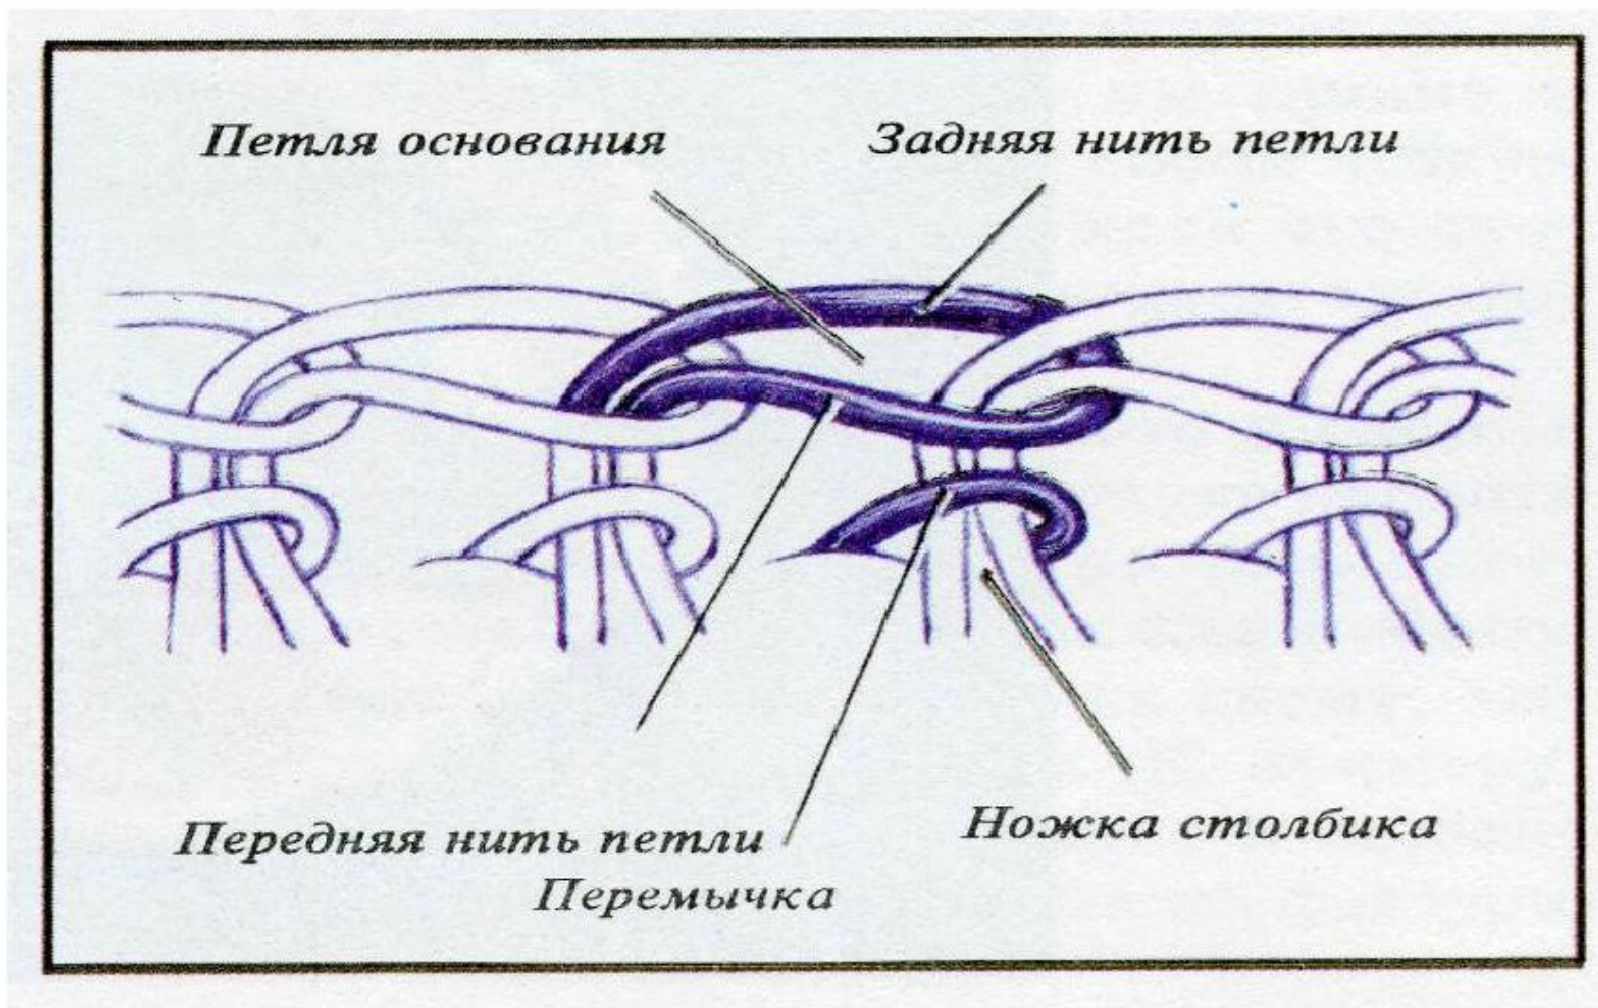 Петля основания
Задняя нить петли
Передняя нить петли
Перемычка
Ножка столбика